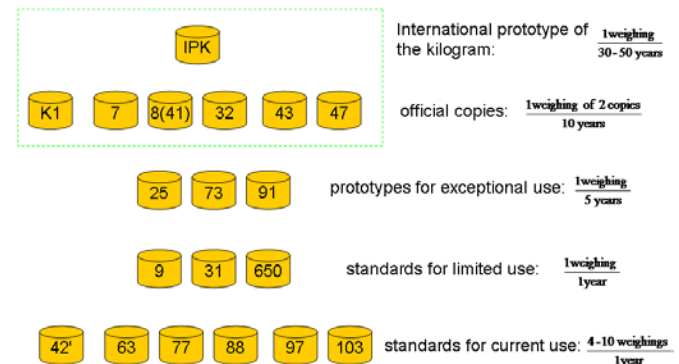 IPK
International prototype of
the kilogram:
1weighing
30-50 years
K1 7 8(41) 32 43 47
official copies:
1weighing of 2 copies
10 years
25 73 91
prototypes for exceptional use:
1weighing
5 years
9 31 650
standards for limited use:
1weighing
1year
42' 63 77 88 97 103
standards for current use:
4-10 weighings
1year